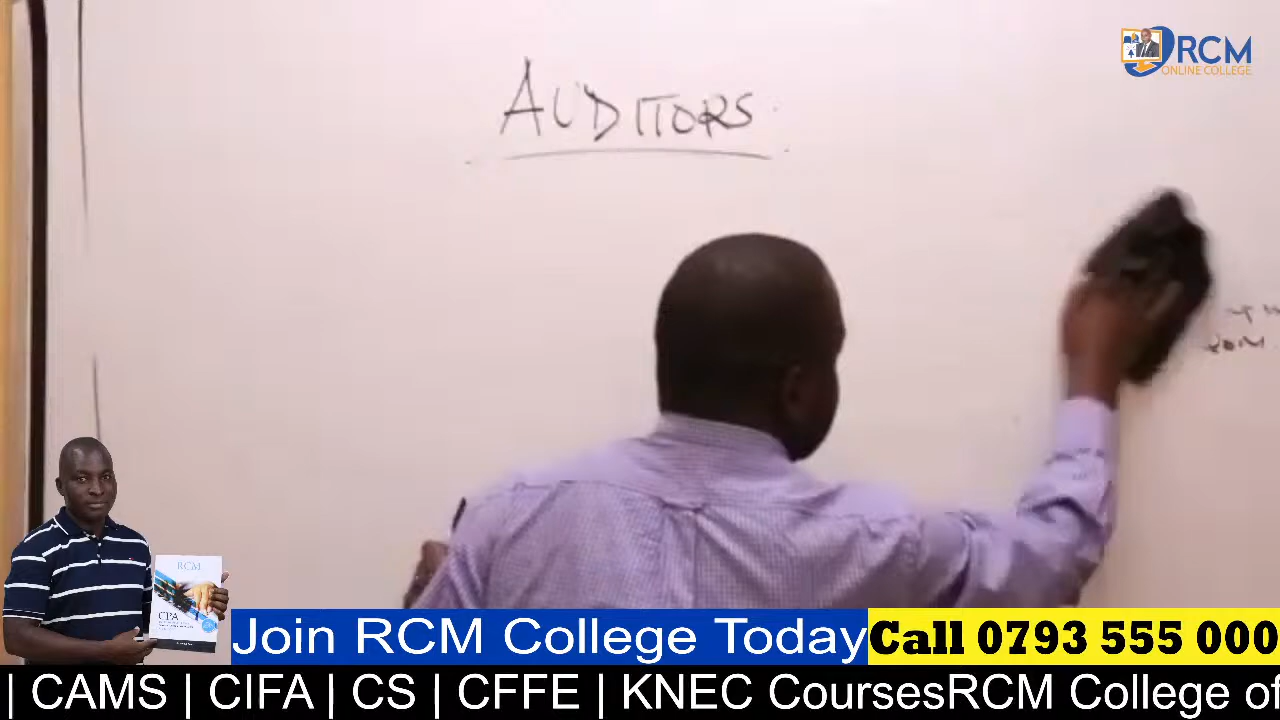 RCM
ONLINE COLLEGE
AUDITORS
RCM
CPA
Join RCM College Today
Call 0793 555 000
| CAMS | CIFA | CS | CFFE | KNEC CoursesRCM College of